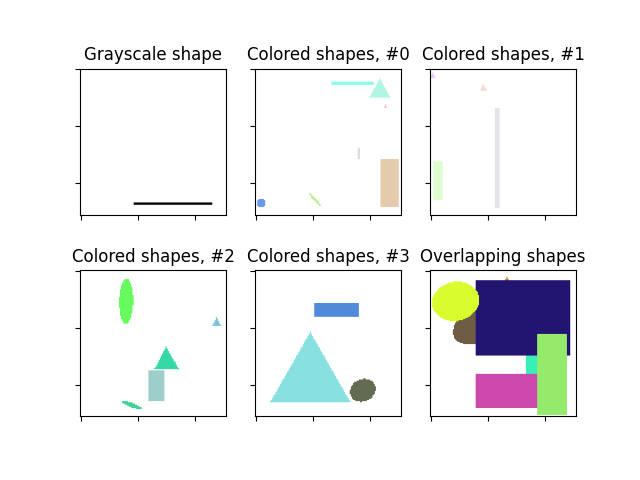 Grayscale shape
Colored shapes, #0
Colored shapes, #1
Colored shapes, #2
Colored shapes, #3
Overlapping shapes